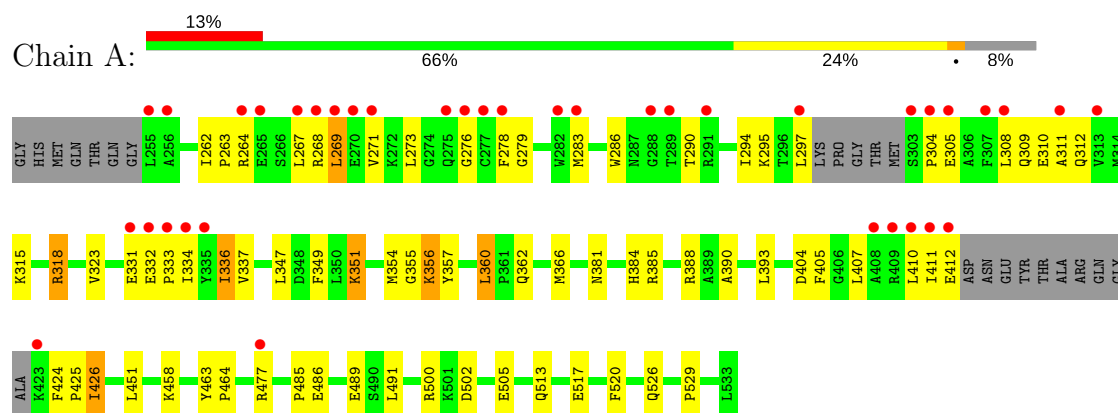 13%
Chain A:
66% 24% • 8%
GLY HIS MET GLN THR GLN GLY L255 A256 I262 P263 R264 E265 S266 L267 R268 L269 E270 V271 K272 L273 G274 Q275 G276 C277 F278 G279 W282 M283 W286 N287 G288 T289 T290 R291 I294 K295 T296 L297 LYS PRO GLY THR MET S303 P304 E305 A306 F307 L308 Q309 E310 A311 Q312 V313 M314
K315 R318 V323 E331 E332 P333 I334 Y335 I336 V337 L347 D348 F349 L350 K351 M354 G355 K356 Y357 L360 P361 Q362 M366 N381 H384 R385 R388 A389 A390 L393 D404 F405 G406 L407 A408 R409 L410 I411 E412 ASP ASN GLU TYR THR ALA ARG GLN GLY
ALA K423 F424 P425 I426 L451 K458 Y463 P464 R477 P485 E486 E489 S490 L491 R500 K501 D502 E505 Q513 E517 F520 Q526 P529 L533